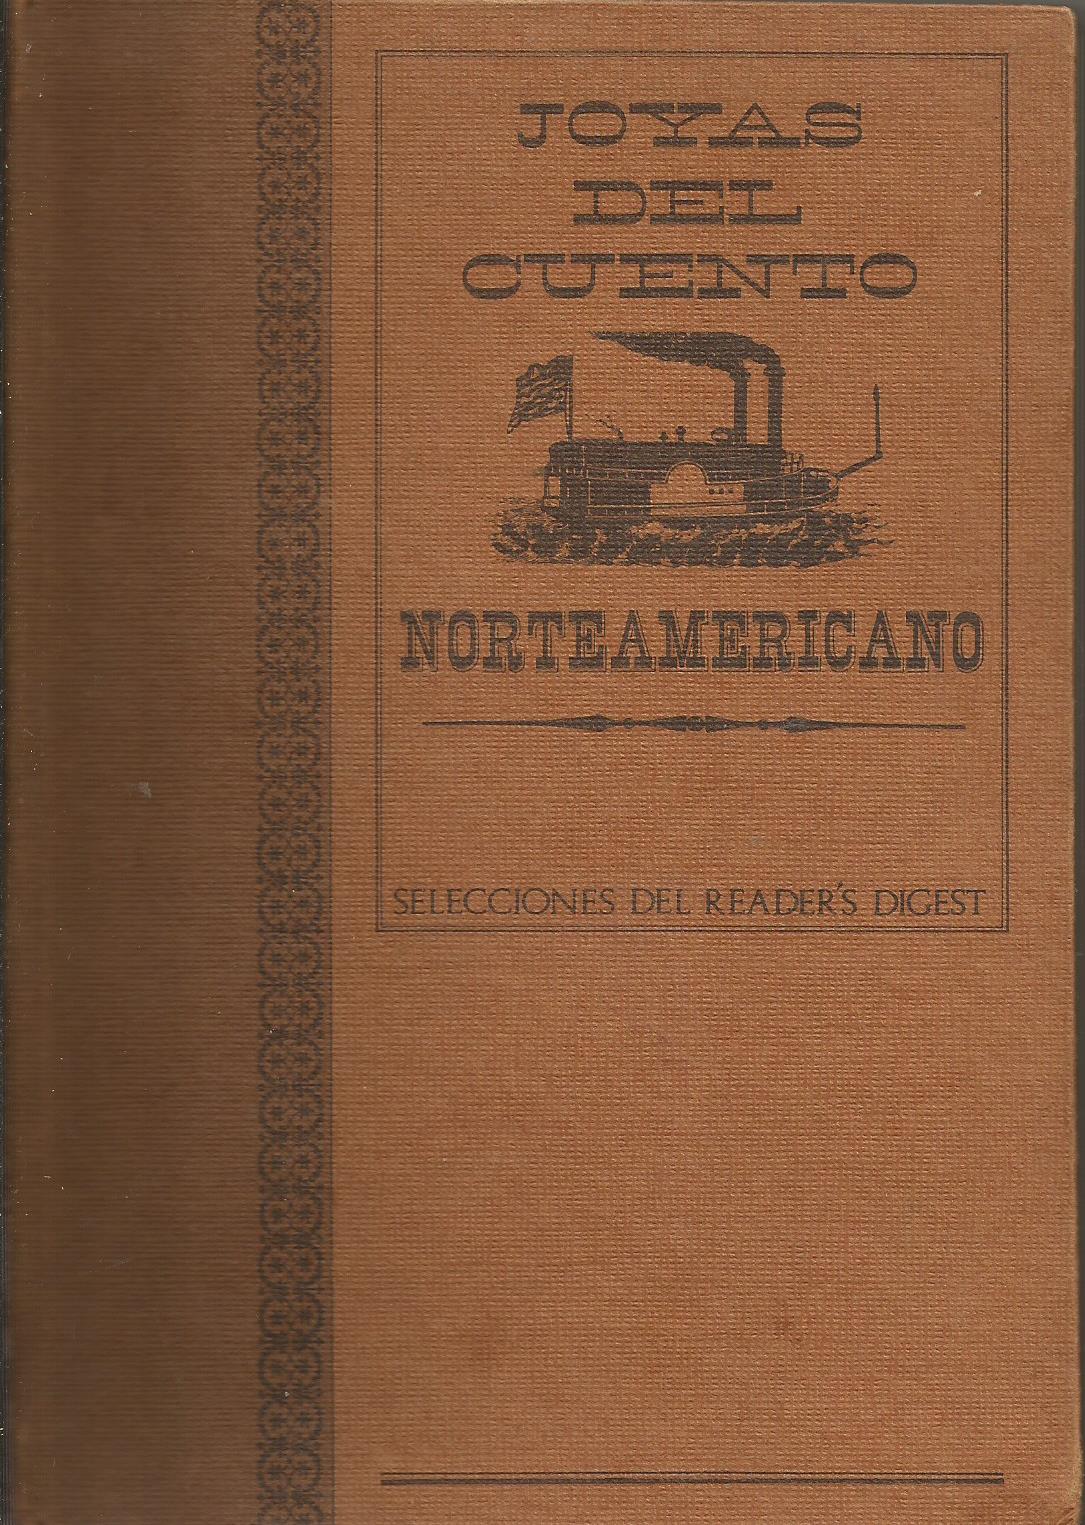 JOYAS
DEL
CUENTO
NORTEAMERICANO
SELECCIONES DEL READER'S DIGEST